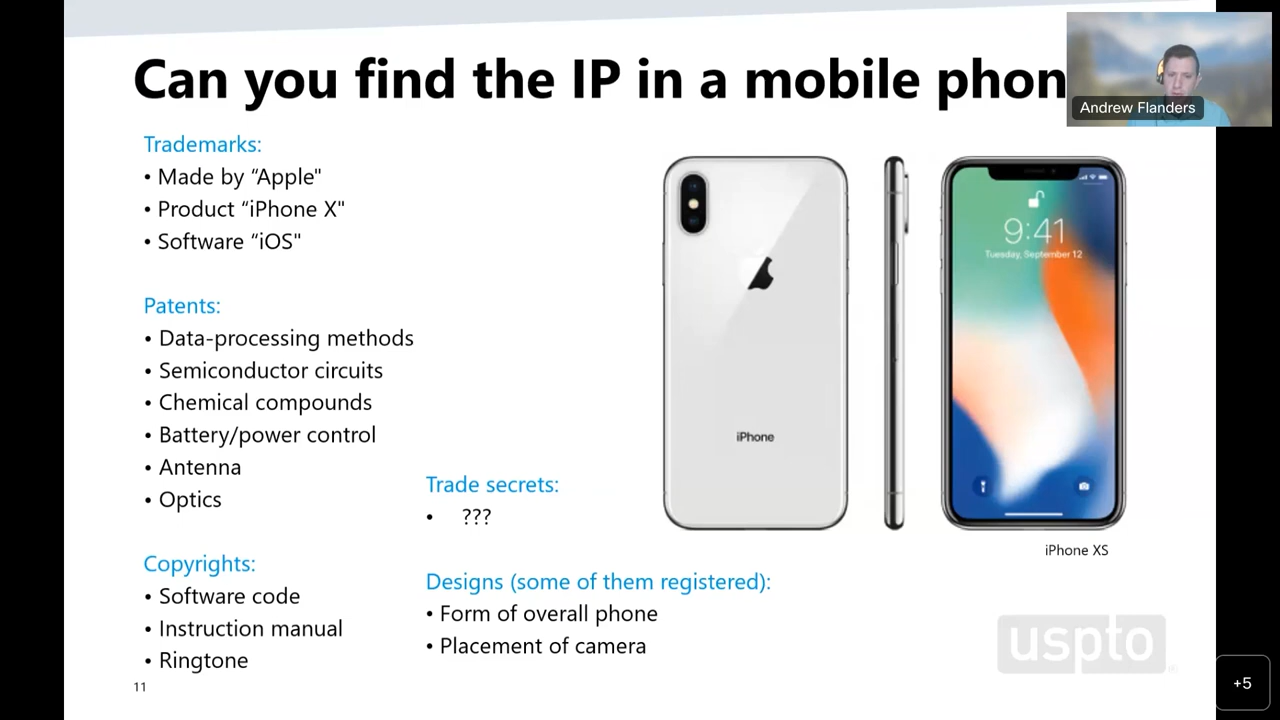 Can you find the IP in a mobile phon
Andrew Flanders
Trademarks:
• Made by “Apple"
• Product “iPhone X"
• Software “iOS"
Patents:
• Data-processing methods
• Semiconductor circuits
• Chemical compounds
• Battery/power control
• Antenna
• Optics
Copyrights:
• Software code
• Instruction manual
• Ringtone
Trade secrets:
• ???
Designs (some of them registered):
• Form of overall phone
• Placement of camera
iPhone
9:41
Tuesday, September 12
iPhone XS
uspto
11
+5